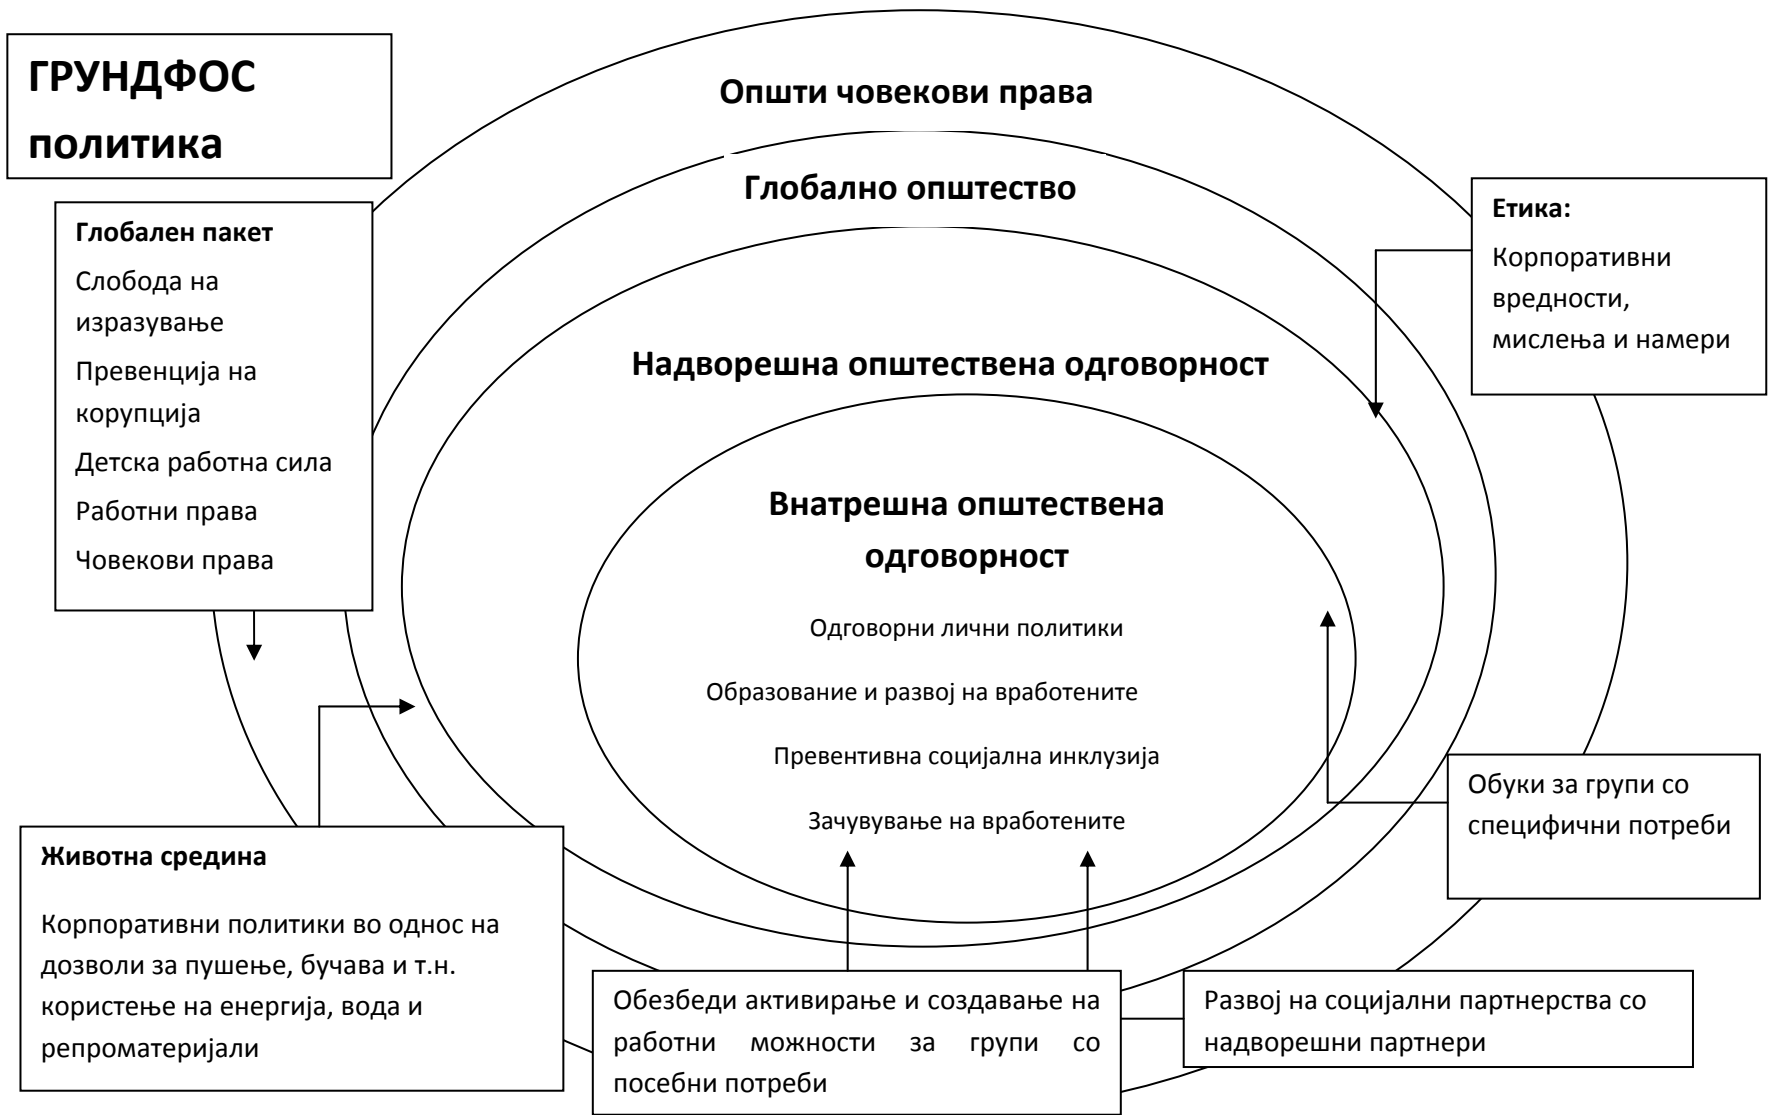 ГРУНДФОС
политика
Општи човекови права
Глобално општество
Глобален пакет
Слобода на
изразување
Превенција на
корупција
Детска работна сила
Работни права
Човекови права
Етика:
Корпоративни
вредности,
мислења и намери
Надворешна општествена одговорност
Внатрешна општествена
одговорност
Одговорни лични политики
Образование и развој на вработените
Превентивна социјална инклузија
Зачувување на вработените
Обуки за групи со
специфични потреби
Животна средина
Корпоративни политики во однос на
дозволи за пушење, бучава и т.н.
користење на енергија, вода и
репроматеријали
Обезбеди активирање и создавање на
работни можности за групи со
посебни потреби
Развој на социјални партнерства со
надворешни партнери